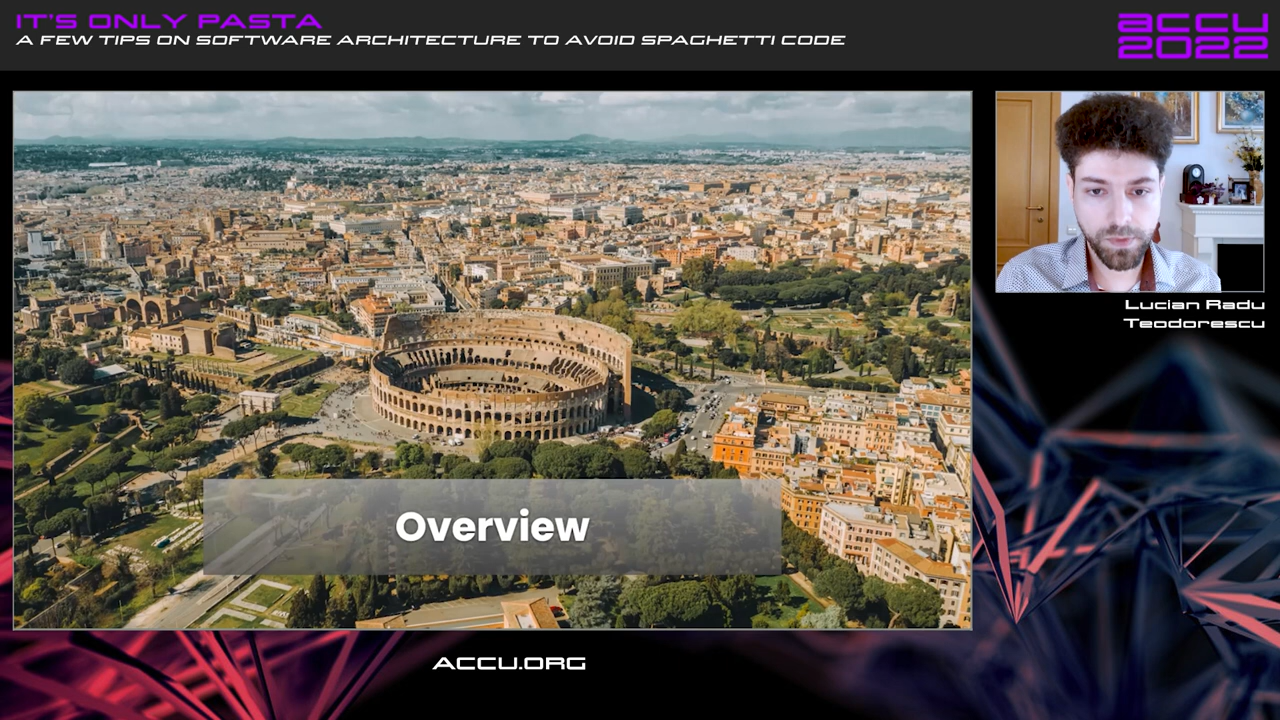 IT'S ONLY PASTA
A FEW TIPS ON SOFTWARE ARCHITECTURE TO AVOID SPAGHETTI CODE
accu
2022
Lucian Radu
Teodorescu
Overview
ACCU.ORG